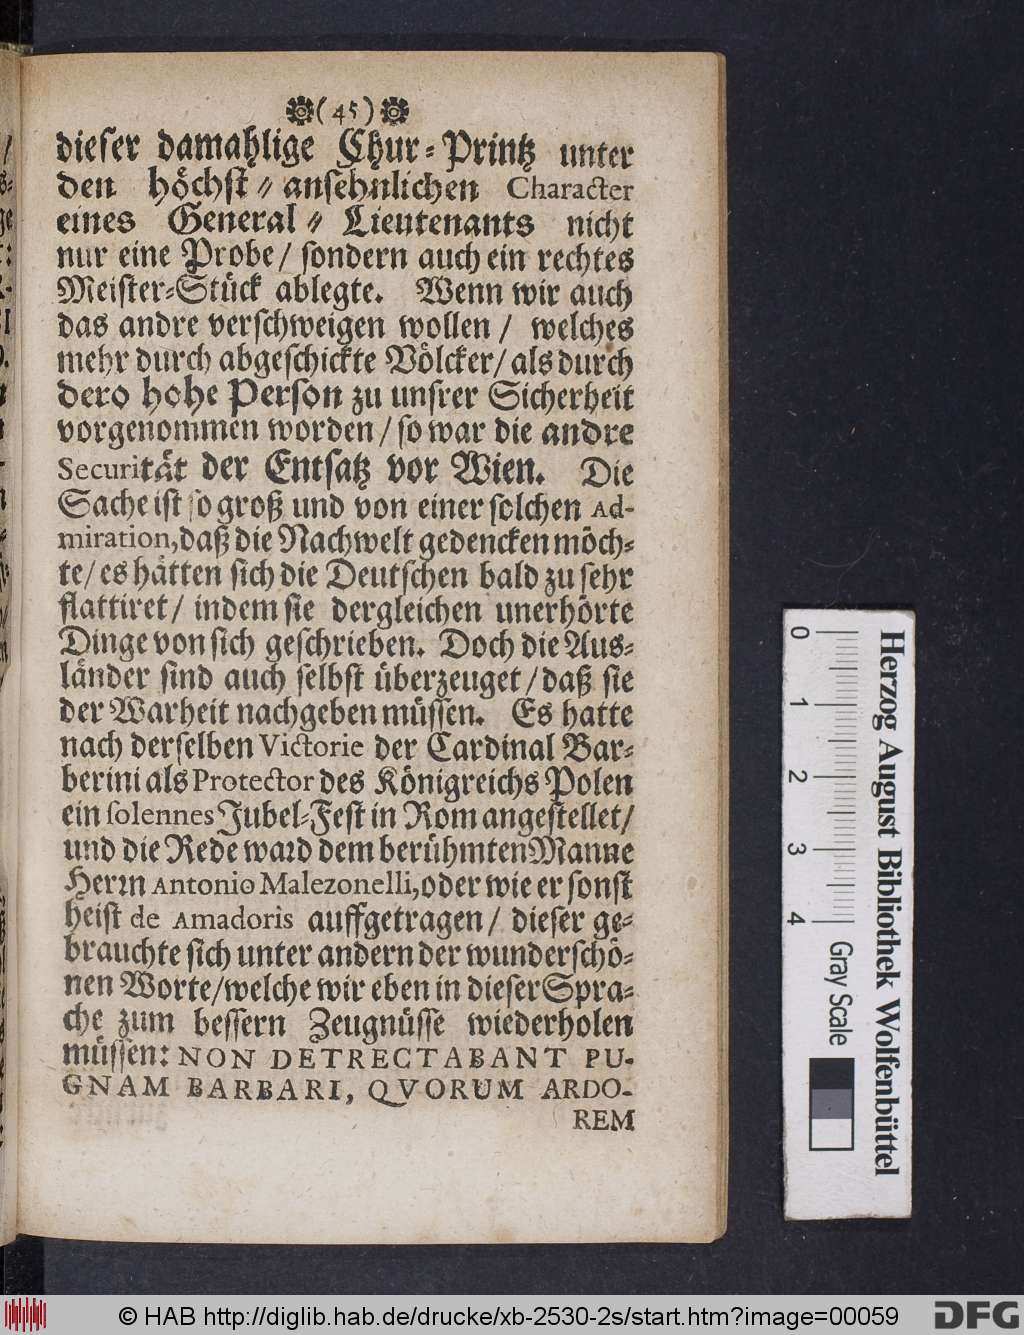 (45)
dieser damahlige Chur-Printz unter
den höchst-ansehnlichen Character
eines General-Lieutenants nicht
nur eine Probe/ sondern auch ein rechtes
Meister-Stück ablegte. Wenn wir auch
das andre verschweigen wollen/ welches
mehr durch abgeschickte Völcker/ als durch
dero hohe Person zu unsrer Sicherheit
vorgenommen worden/ so war die andre
Securität der Entsatz vor Wien. Die
Sache ist so groß und von einer solchen Ad-
miration, daß die Nachwelt gedencken möch-
te/ es hätten sich die Deutschen bald zu sehr
flattiret/ indem sie dergleichen unerhörte
Dinge von sich geschrieben. Doch die Aus-
länder sind auch selbst überzeuget/ daß sie
der Warheit nachgeben müssen. Es hatte
nach derselben Victorie der Cardinal Bar-
berini als Protector des Königreichs Polen
ein solennes Jubel-Fest in Rom angestellet/
und die Rede ward dem berühmten Manne
Herrn Antonio Malezonelli, oder wie er sonst
heist de Amadoris auffgetragen/ dieser ge-
brauchte sich unter andern der wunderschö-
nen Worte/ welche wir eben in dieser Spra-
che zum bessern Zeugnüsse wiederholen
müssen: NON DETRECTABANT PU-
GNAM BARBARI, QVORUM ARDO-
REM
0 1 2 3 4
Gray Scale
Herzog August Bibliothek Wolfenbüttel
© HAB http://diglib.hab.de/drucke/xb-2530-2s/start.htm?image=00059
DFG